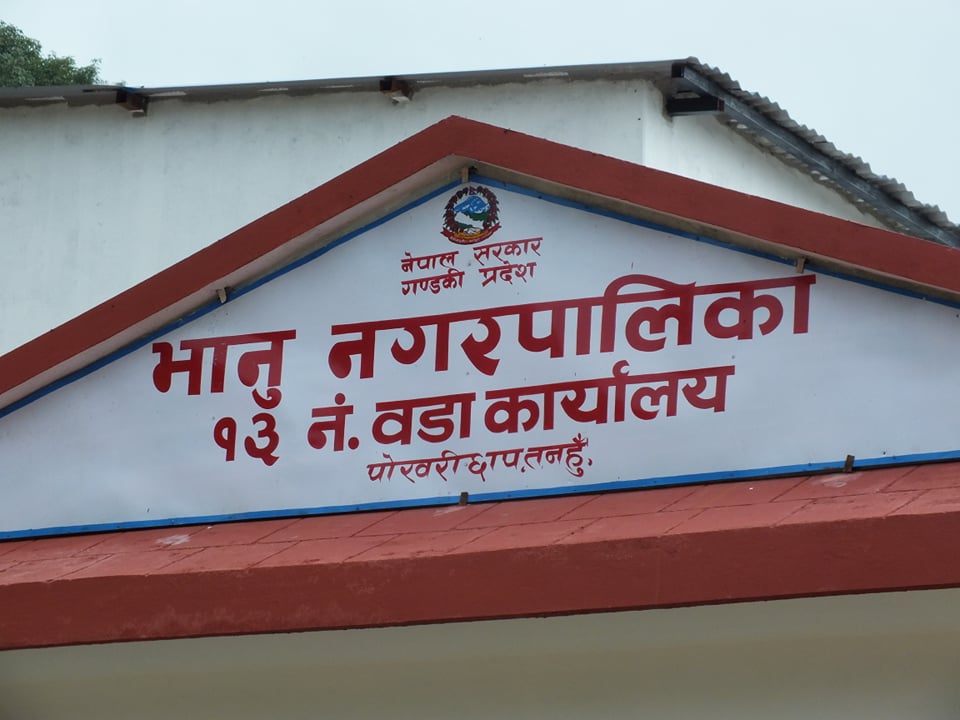 नेपाल सरकार
गण्डकी प्रदेश
भानु नगरपालिका
१३ नं. वडा कार्यालय
पोखरीछाप,तनहुँ.